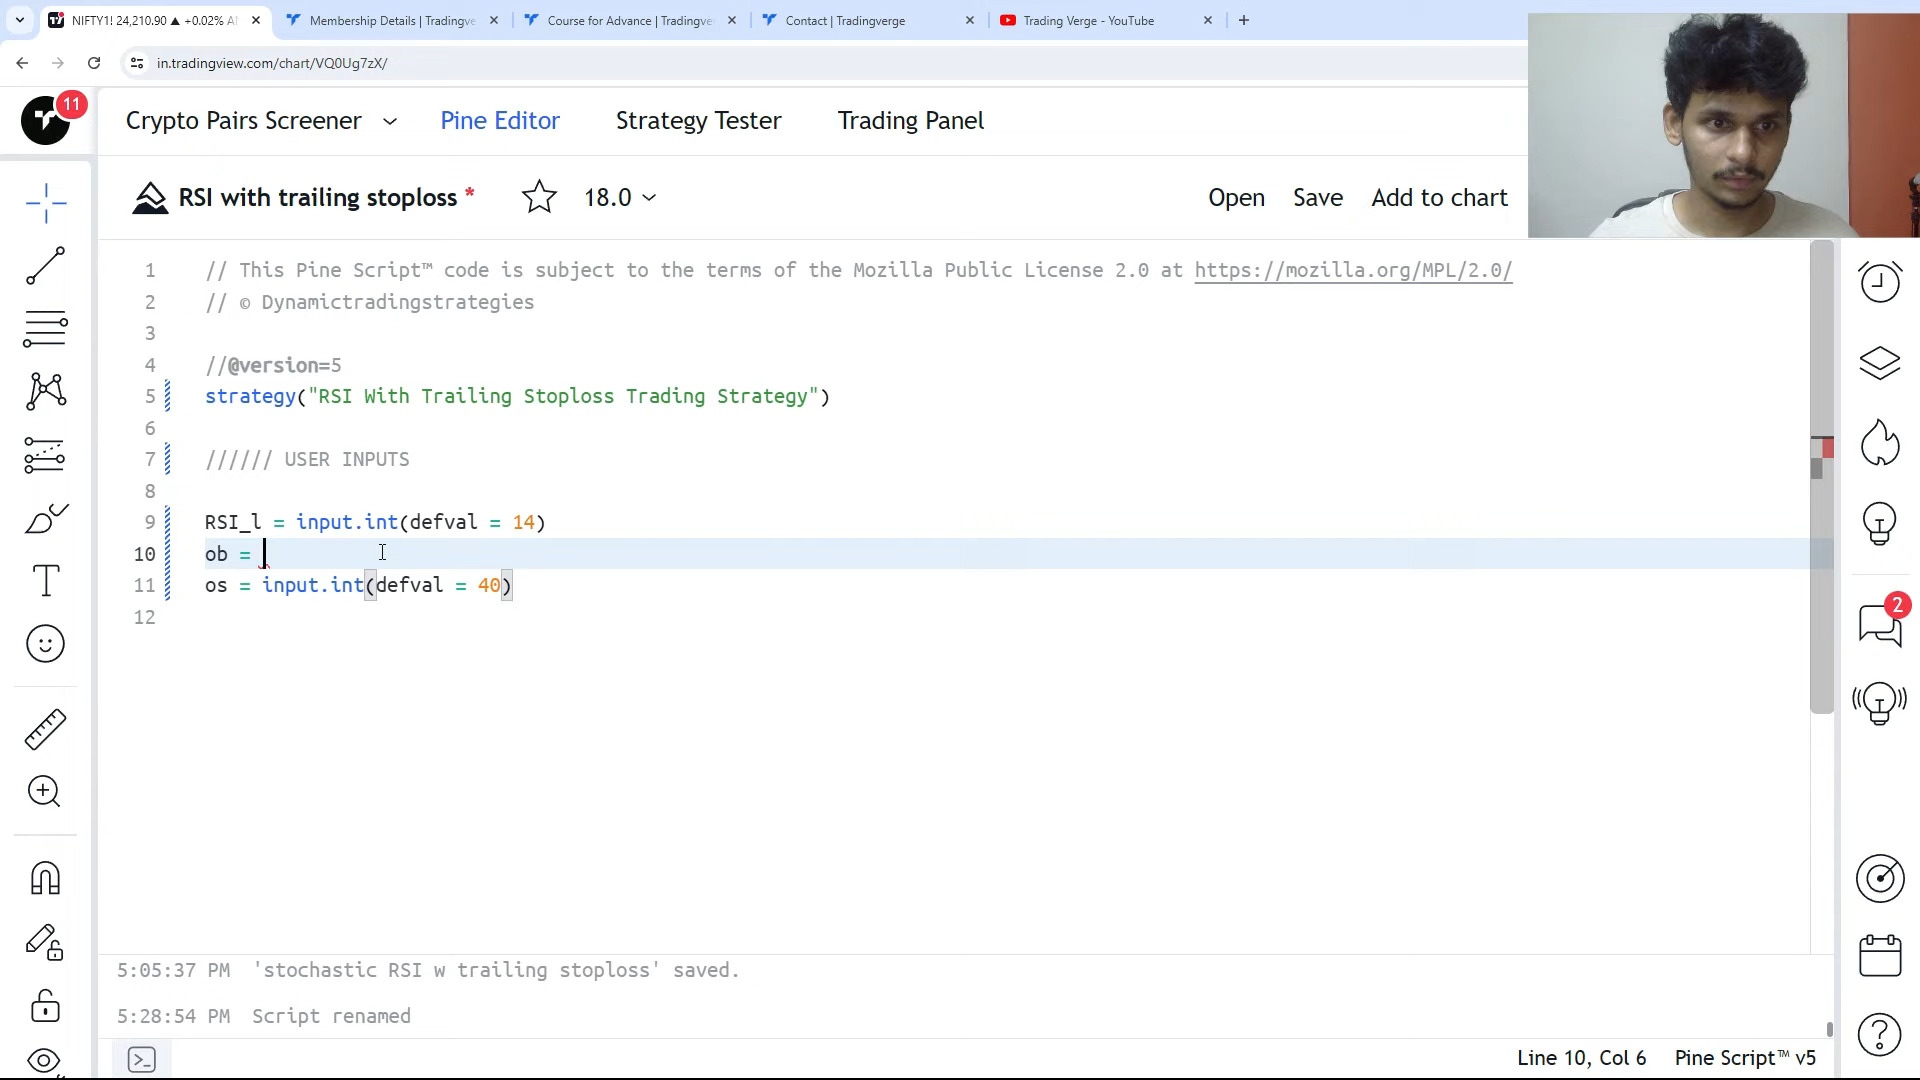 NIFTY1! 24,210.90 ▲ +0.02%
Membership Details | Tradingve
Course for Advance | Tradingve
Contact | Tradingverge
Trading Verge - YouTube
in.tradingview.com/chart/VQ0Ug7zX/
11
Crypto Pairs Screener
Pine Editor
Strategy Tester
Trading Panel
RSI with trailing stoploss *
18.0
Open
Save
Add to chart
1 // This Pine Script™ code is subject to the terms of the Mozilla Public License 2.0 at https://mozilla.org/MPL/2.0/
2 // © Dynamictradingstrategies
3
4 //@version=5
5 strategy("RSI With Trailing Stoploss Trading Strategy")
6
7 ////// USER INPUTS
8
9 RSI_l = input.int(defval = 14)
10 ob =
11 os = input.int(defval = 40)
12
2
5:05:37 PM 'stochastic RSI w trailing stoploss' saved.
5:28:54 PM Script renamed
Line 10, Col 6
Pine Script™ v5